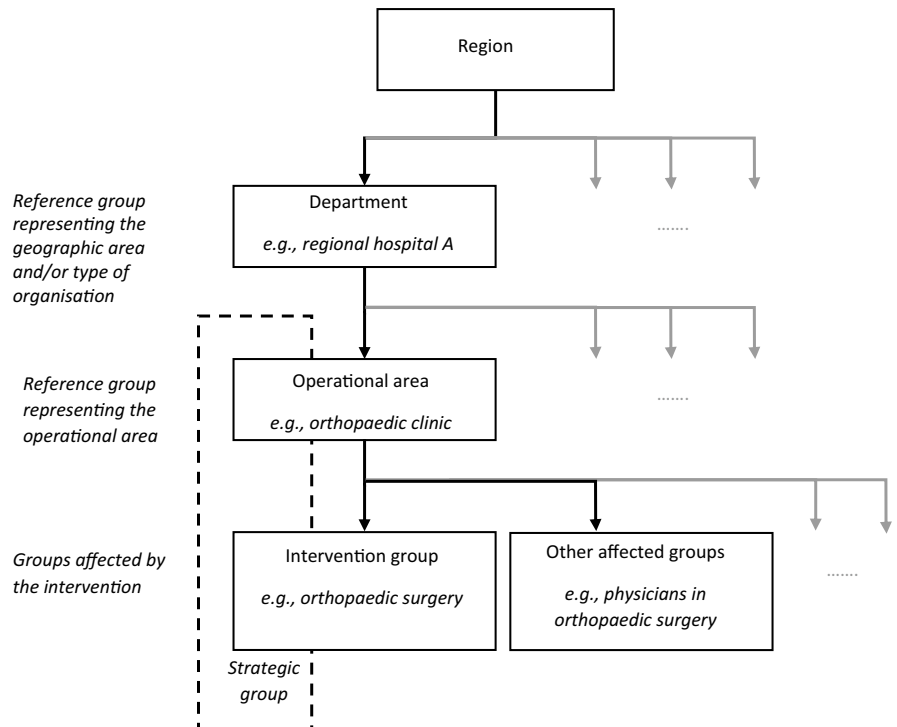 Region
Reference group
representing the
geographic area
and/or type of
organisation
Department
e.g., regional hospital A
.......
Reference group
representing the
operational area
Operational area
e.g., orthopaedic clinic
.......
Groups affected by
the intervention
Intervention group
e.g., orthopaedic surgery
Other affected groups
e.g., physicians in
orthopaedic surgery
.......
Strategic
group